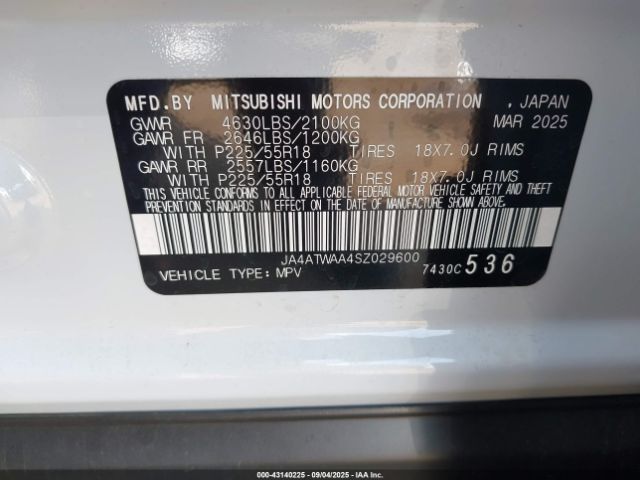 MFD.BY MITSUBISHI MOTORS CORPORATION , JAPAN
GVWR 4630LBS/2100KG MAR 2025
GAWR FR 2646LBS/1200KG
WITH P225/55R18 TIRES 18X7.0J RIMS
GAWR RR 2557LBS/1160KG
WITH P225/55R18 TIRES 18X7.0J RIMS
THIS VEHICLE CONFORMS TO ALL APPLICABLE FEDERAL MOTOR VEHICLE SAFETY AND THEFT
PREVENTION STANDARDS IN EFFECT ON THE DATE OF MANUFACTURE SHOWN ABOVE.
JA4ATWAA4SZ029600
VEHICLE TYPE: MPV 7430C 536
000-43140225 - 09/04/2025 - IAA Inc.